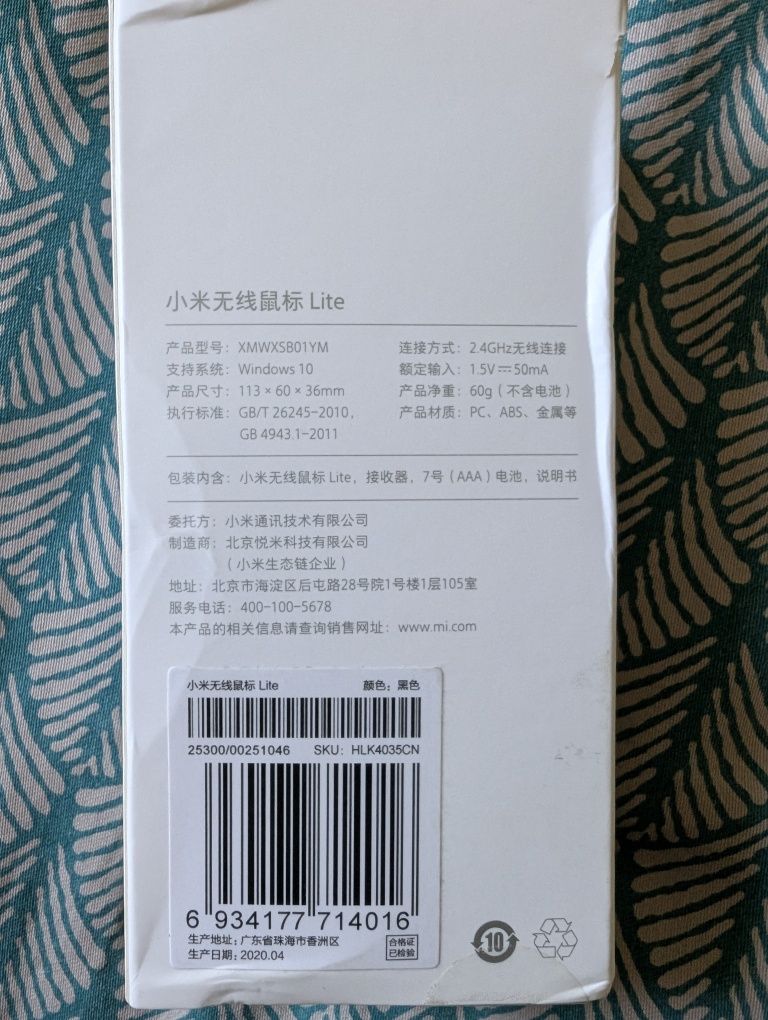 小米无线鼠标 Lite
产品型号：XMWXSB01YM
连接方式：2.4GHz无线连接
支持系统：Windows 10
额定输入：1.5V⎓50mA
产品尺寸：113 × 60 × 36mm
产品净重：60g（不含电池）
执行标准：GB/T 26245-2010，
产品材质：PC、ABS、金属等
GB 4943.1-2011
包装内含：小米无线鼠标 Lite，接收器，7号（AAA）电池，说明书
委托方：小米通讯技术有限公司
制造商：北京悦米科技有限公司
（小米生态链企业）
地址：北京市海淀区后屯路28号院1号楼1层105室
服务电话：400-100-5678
本产品的相关信息请查询销售网址：www.mi.com
小米无线鼠标 Lite 颜色：黑色
25300/00251046 SKU：HLK4035CN
6 934177 714016
生产地址：广东省珠海市香洲区
生产日期：2020.04
合格证
已检验
10